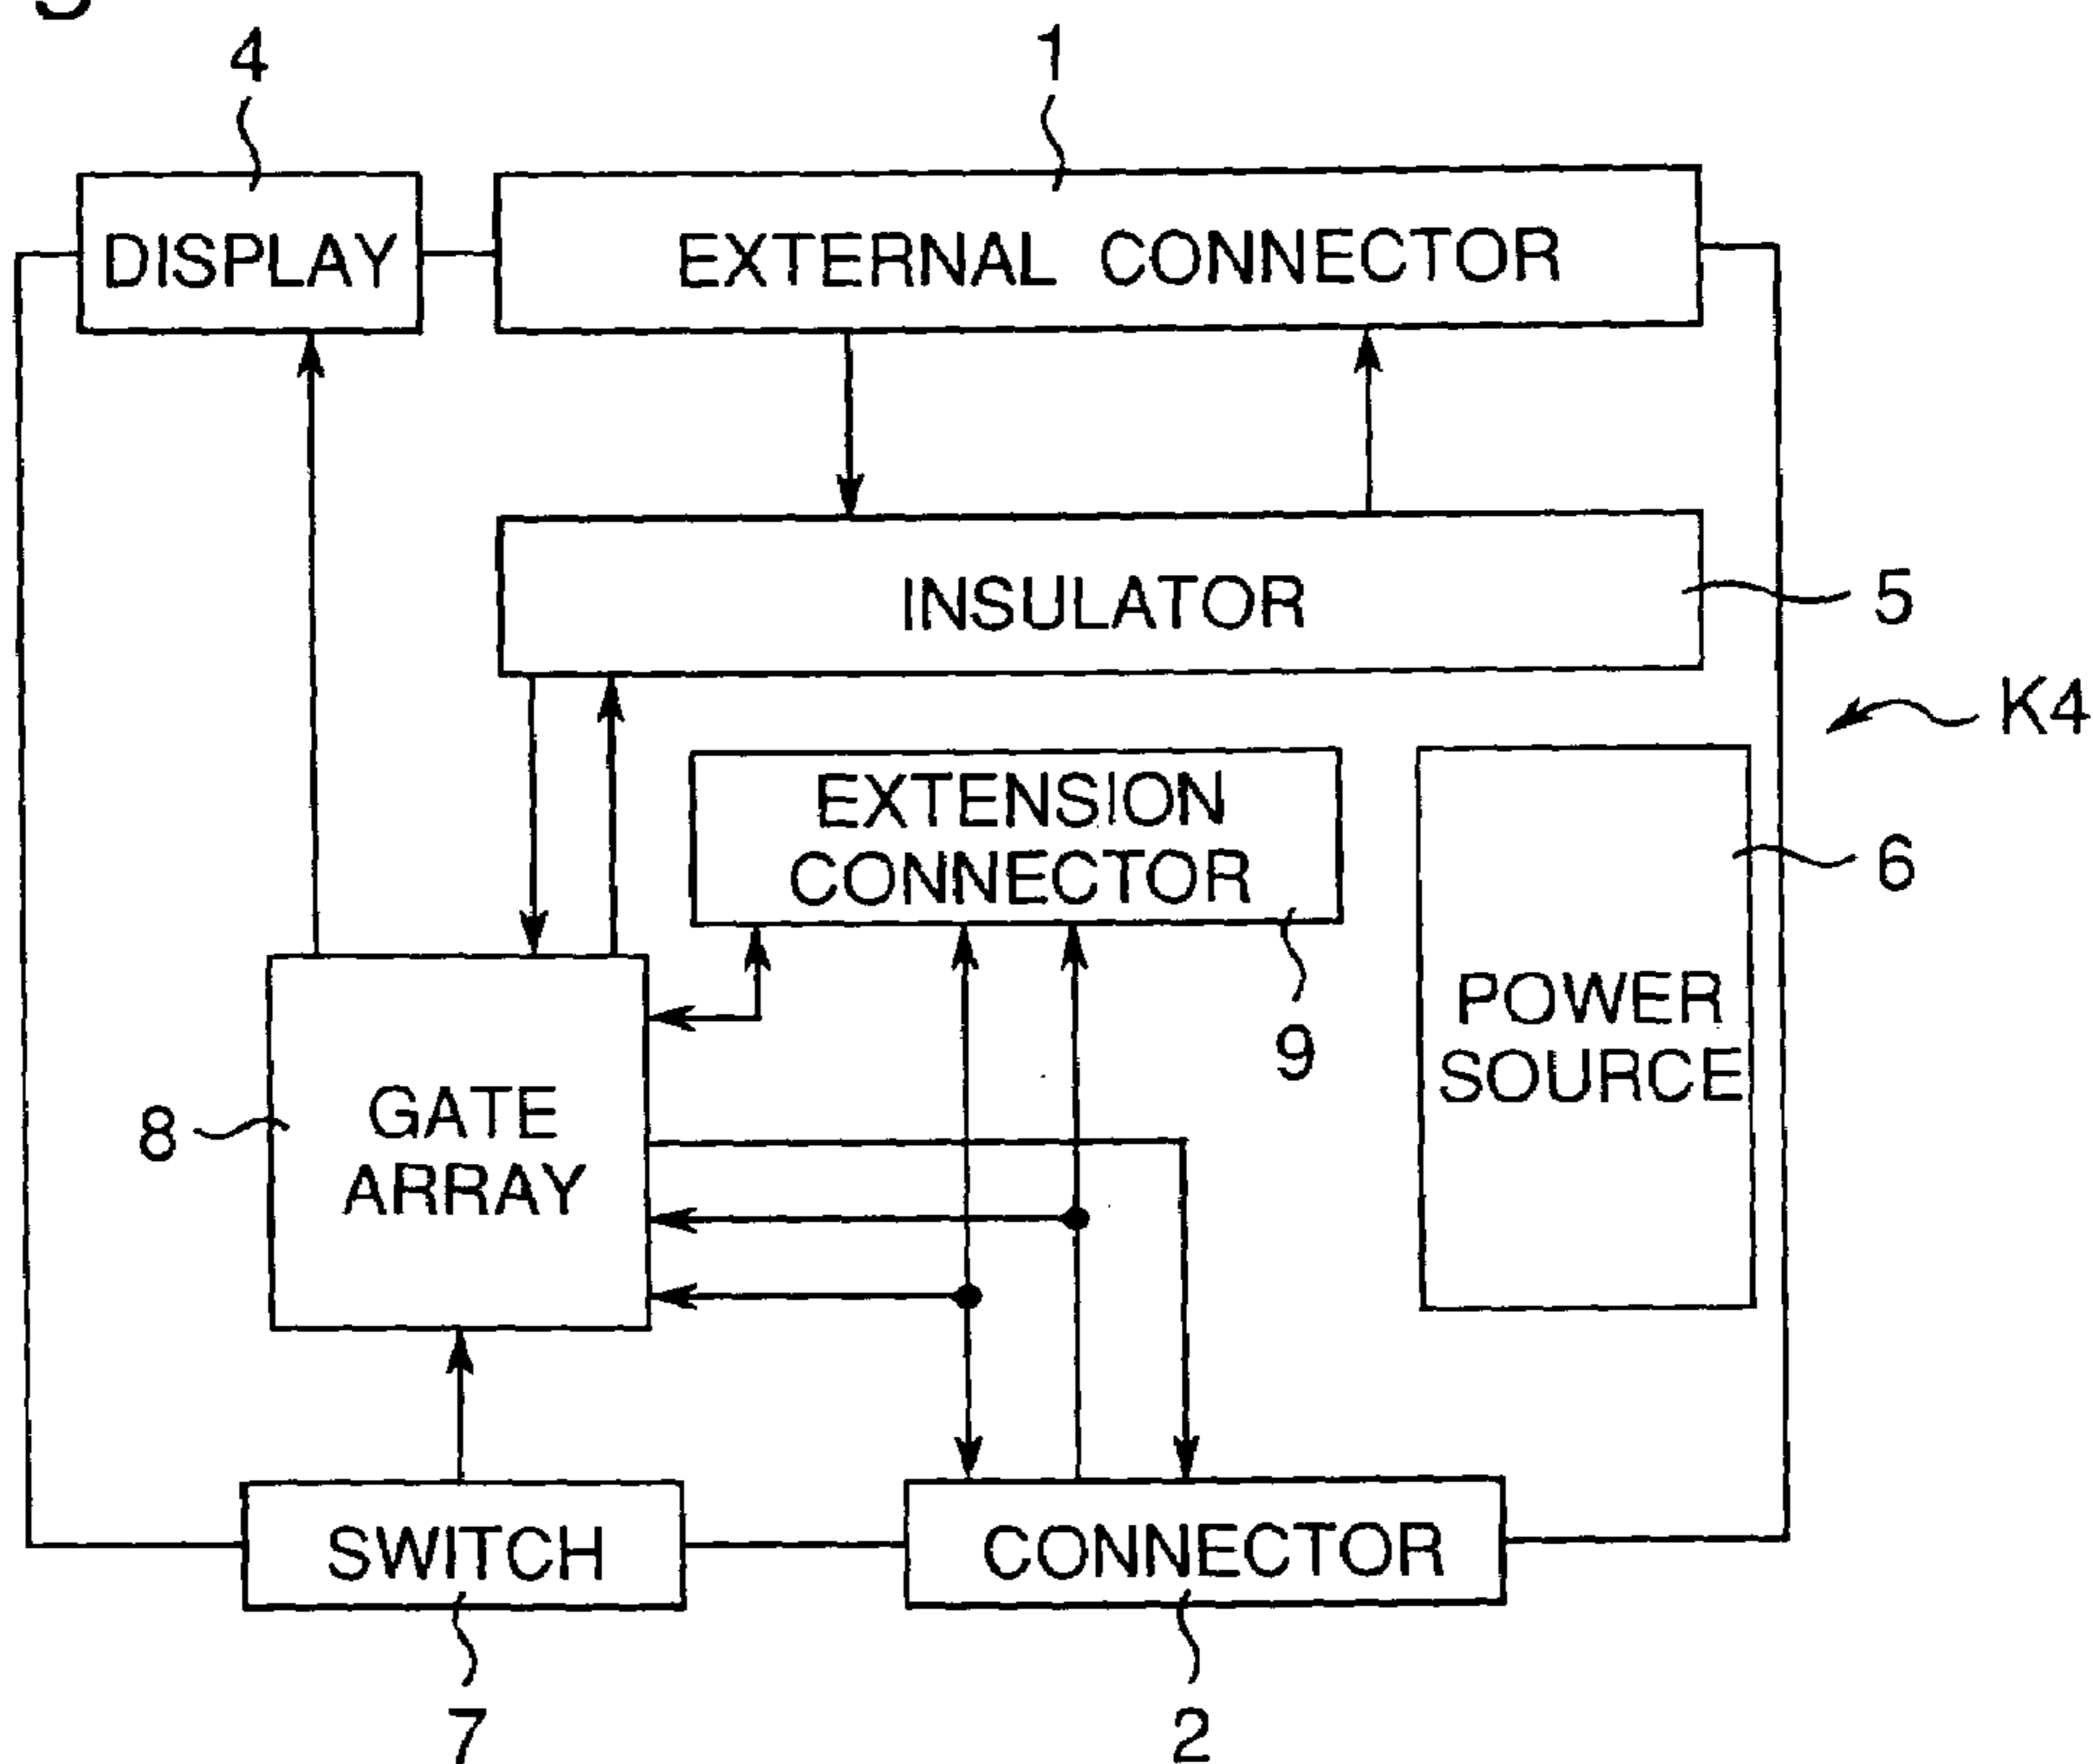 4
1
DISPLAY
EXTERNAL CONNECTOR
INSULATOR
5
K4
EXTENSION
CONNECTOR
6
POWER
SOURCE
9
GATE
ARRAY
8
SWITCH
CONNECTOR
7
2